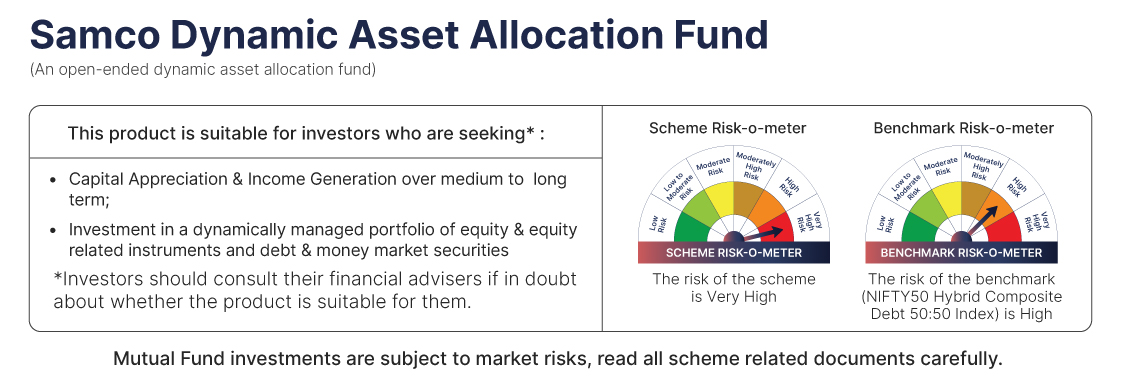 Samco Dynamic Asset Allocation Fund
(An open-ended dynamic asset allocation fund)
This product is suitable for investors who are seeking* :
• Capital Appreciation & Income Generation over medium to long
term;
• Investment in a dynamically managed portfolio of equity & equity
related instruments and debt & money market securities
*Investors should consult their financial advisers if in doubt
about whether the product is suitable for them.
Scheme Risk-o-meter
Low
Risk
Low to
Moderate
Risk
Moderate
Risk
Moderately
High
Risk
High
Risk
Very
High
Risk
SCHEME RISK-O-METER
The risk of the scheme
is Very High
Benchmark Risk-o-meter
Low
Risk
Low to
Moderate
Risk
Moderate
Risk
Moderately
High
Risk
High
Risk
Very
High
Risk
BENCHMARK RISK-O-METER
The risk of the benchmark
(NIFTY50 Hybrid Composite
Debt 50:50 Index) is High
Mutual Fund investments are subject to market risks, read all scheme related documents carefully.